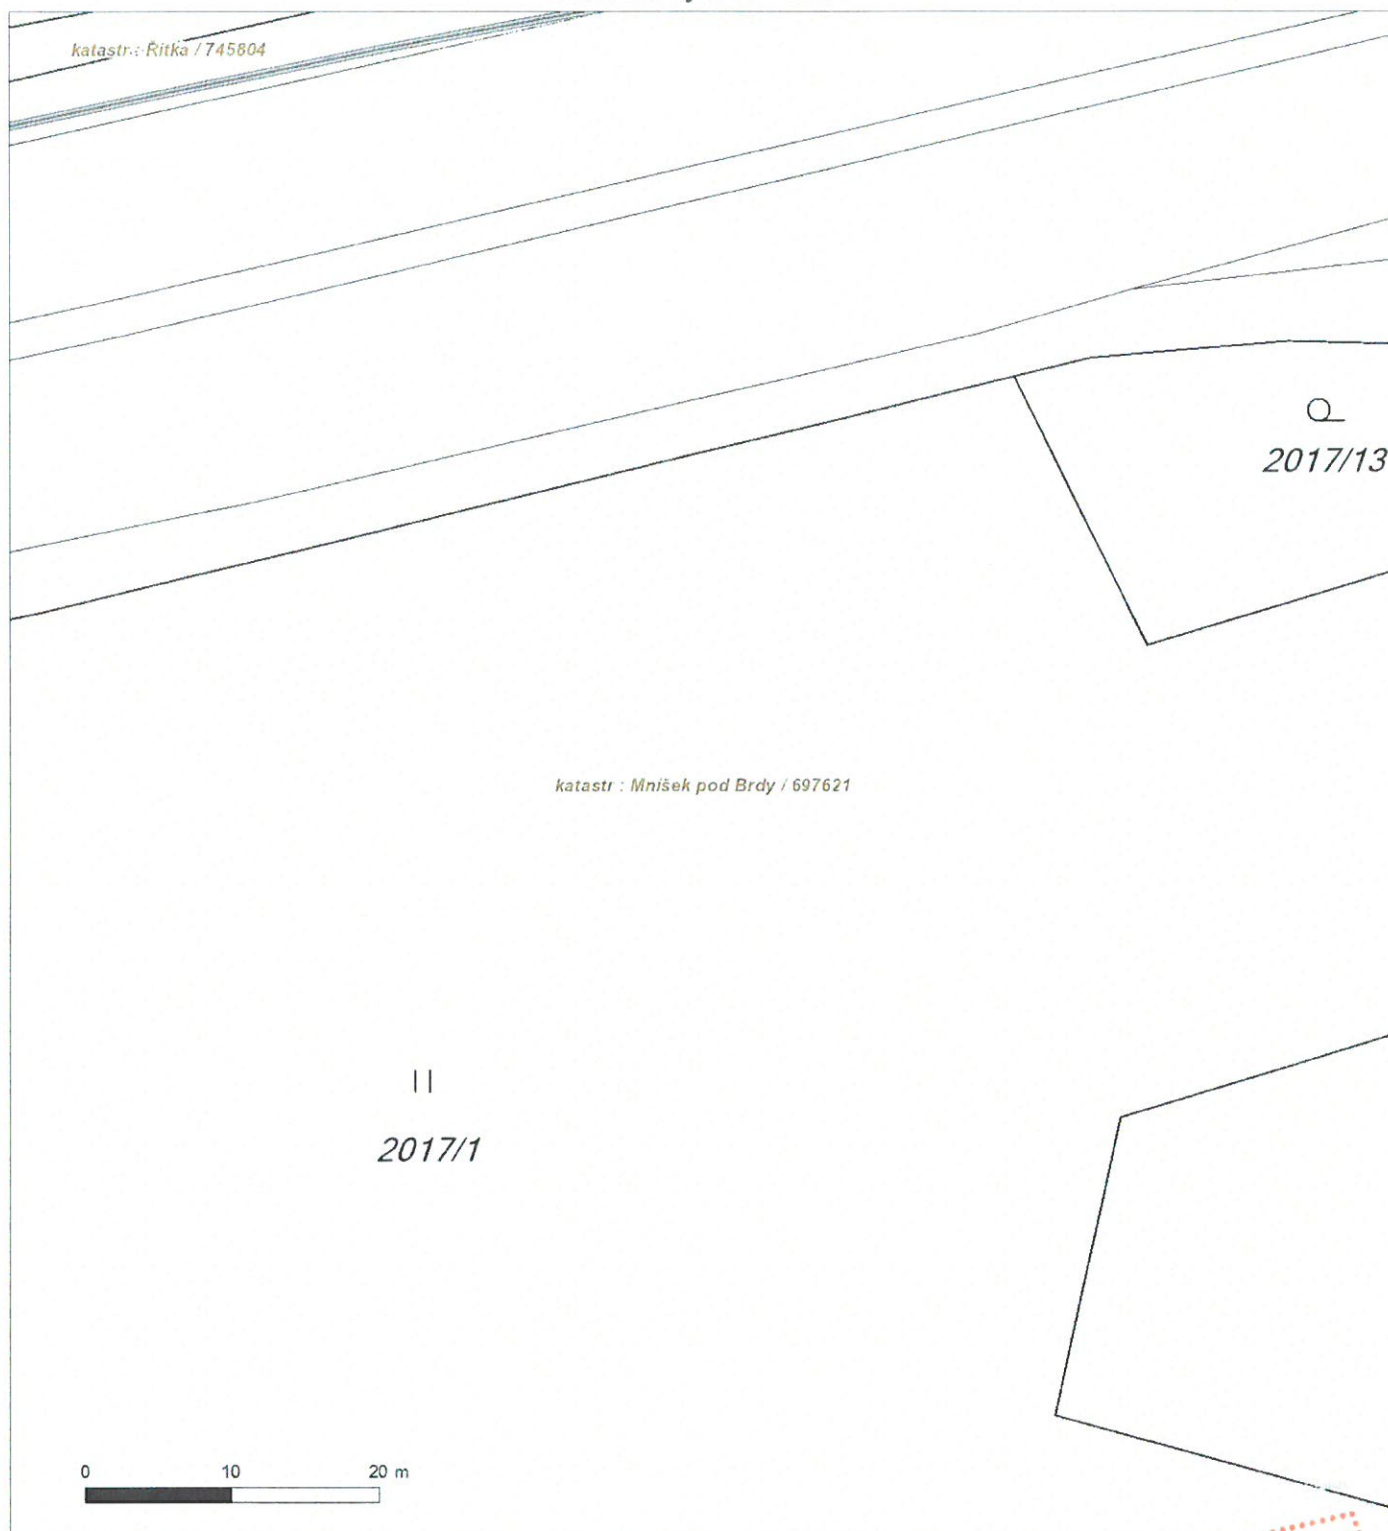 katastr : Řitka / 745804
2017/13
katastr : Mníšek pod Brdy / 697621
2017/1
0 10 20 m